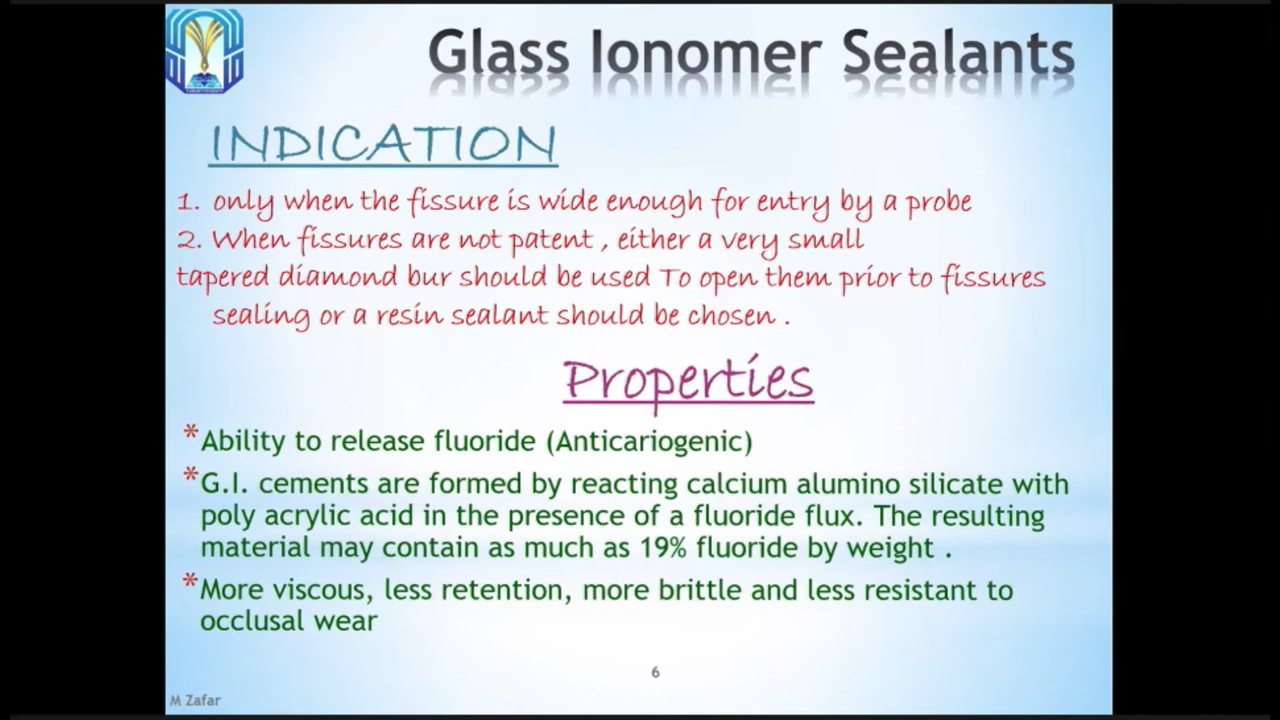 Glass Ionomer Sealants
INDICATION
1. only when the fissure is wide enough for entry by a probe
2. When fissures are not patent , either a very small
tapered diamond bur should be used To open them prior to fissures
sealing or a resin sealant should be chosen .
Properties
*Ability to release fluoride (Anticariogenic)
*G.I. cements are formed by reacting calcium alumino silicate with
poly acrylic acid in the presence of a fluoride flux. The resulting
material may contain as much as 19% fluoride by weight .
*More viscous, less retention, more brittle and less resistant to
occlusal wear
6
M Zafar